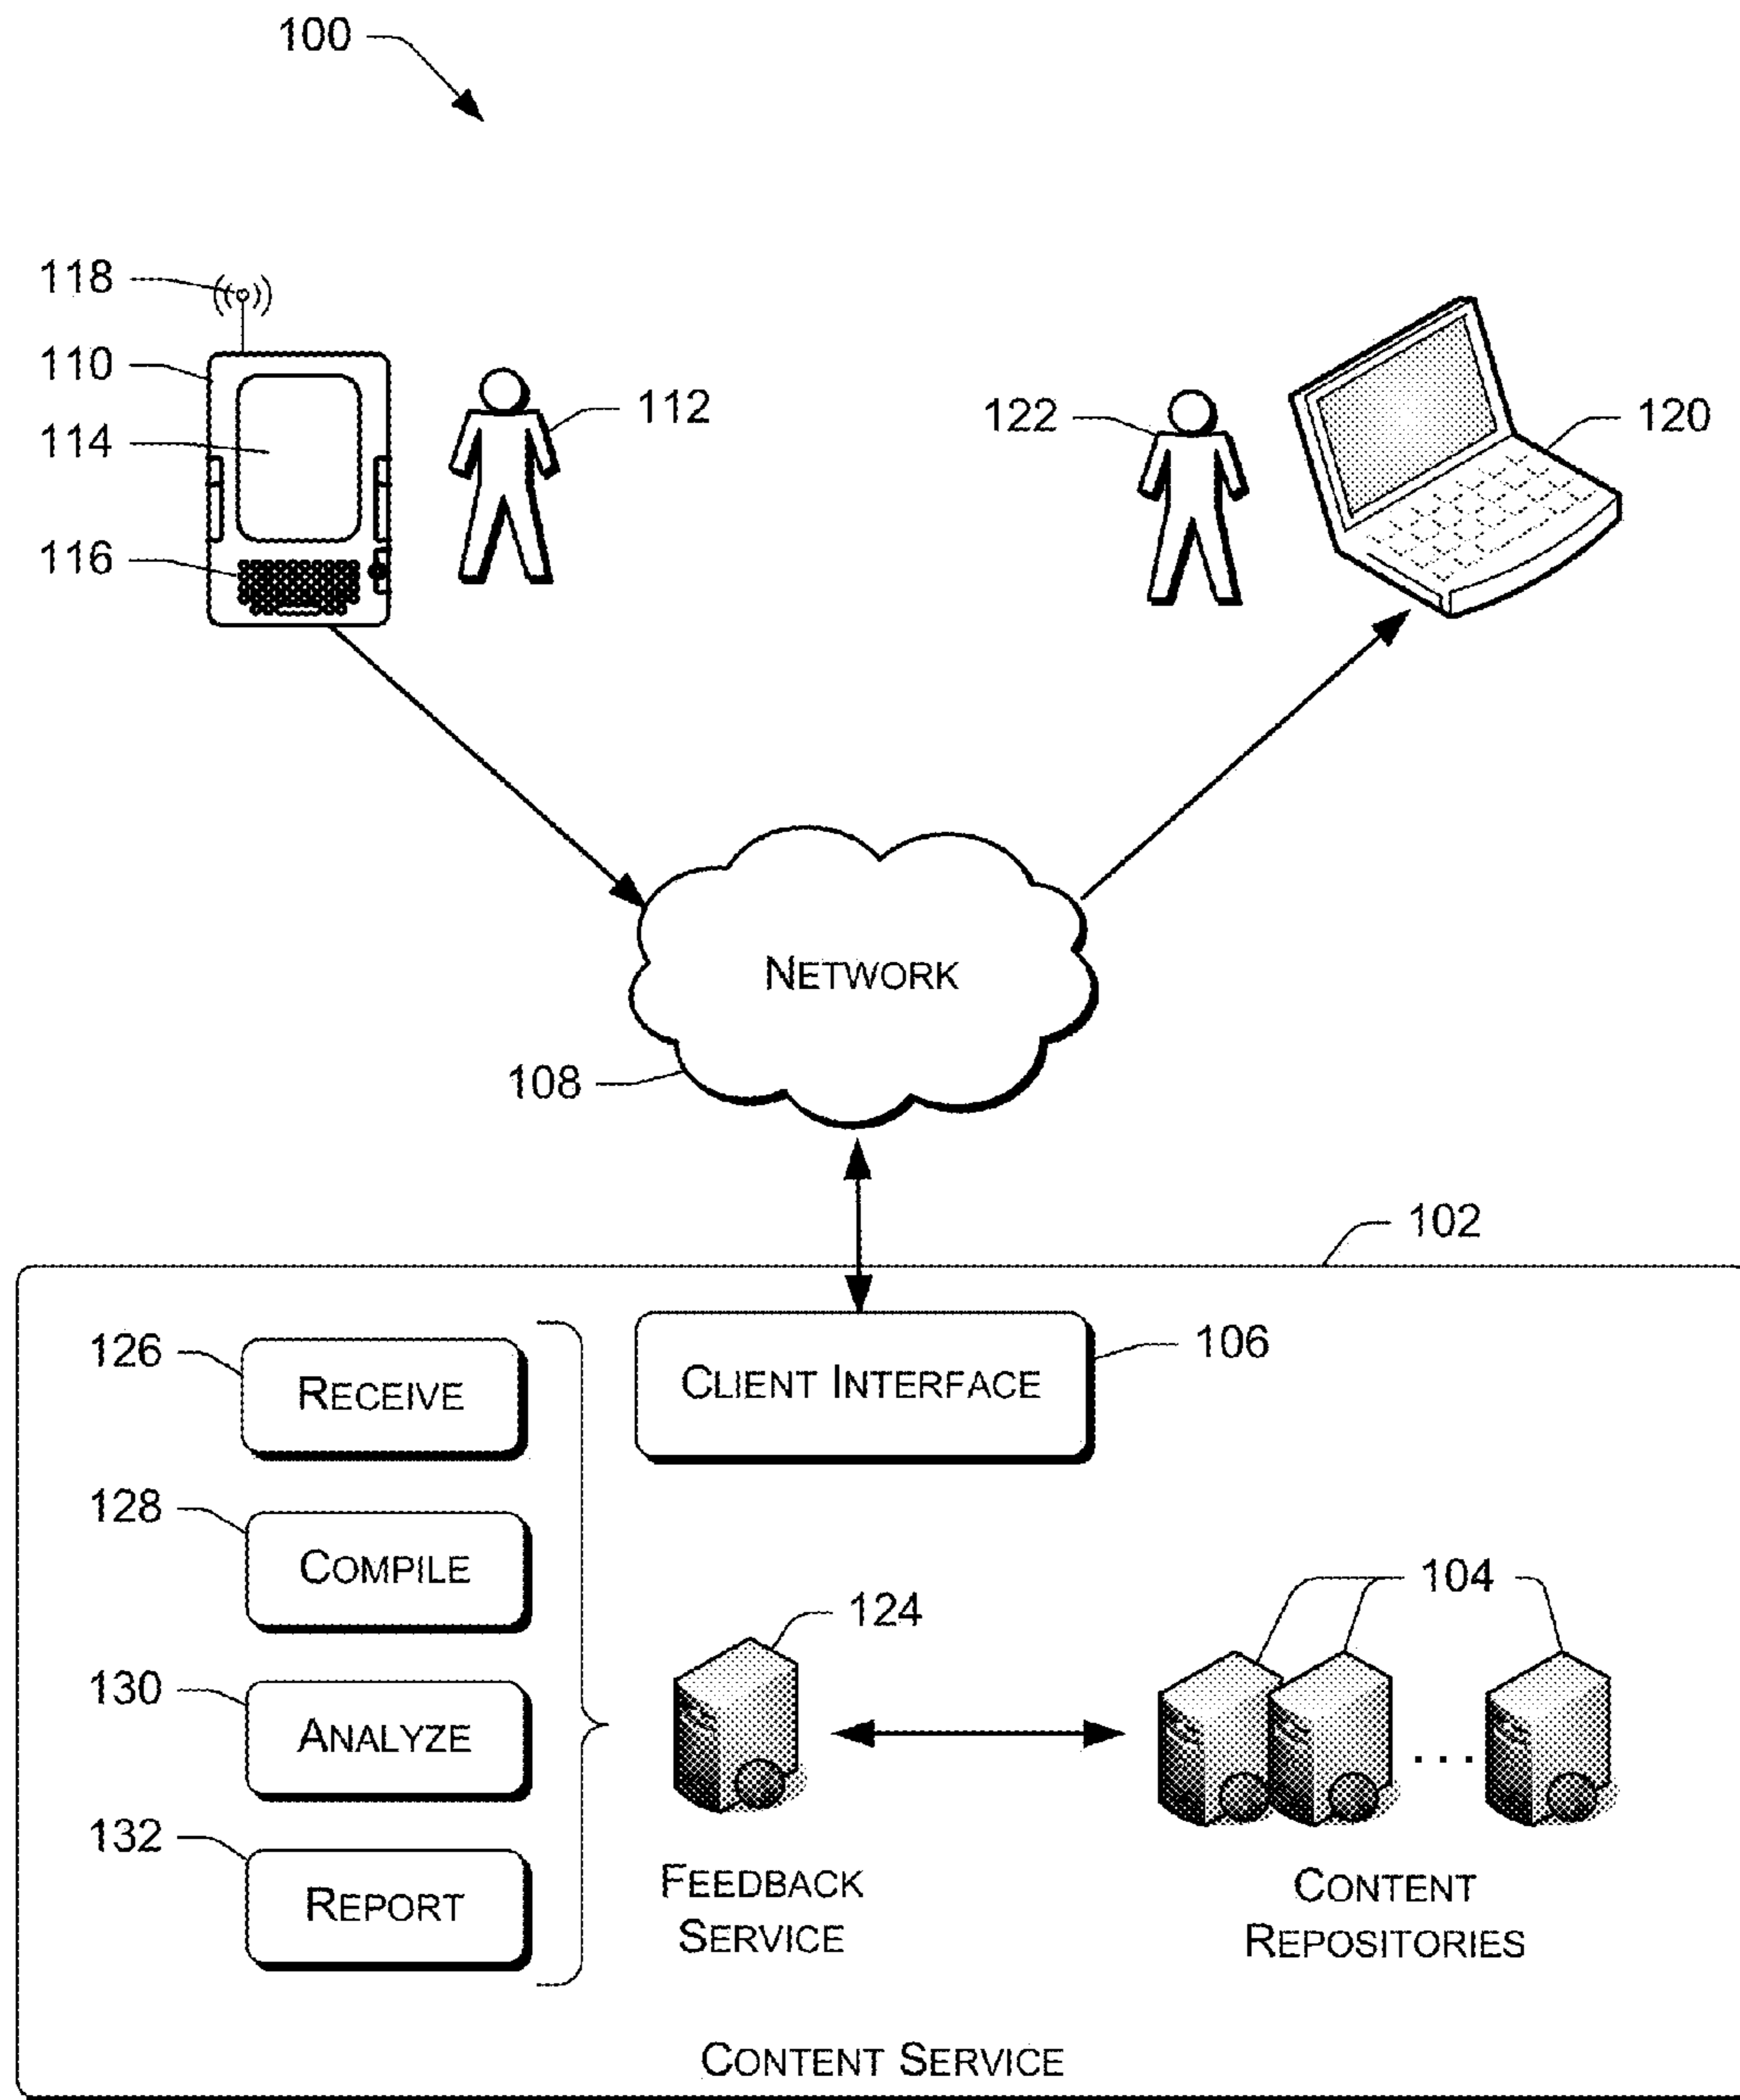 100
118
110
114
116
112
122
120
NETWORK
108
102
126
RECEIVE
CLIENT INTERFACE
106
128
COMPILE
124
104
130
ANALYZE
...
132
REPORT
FEEDBACK
SERVICE
CONTENT
REPOSITORIES
CONTENT SERVICE